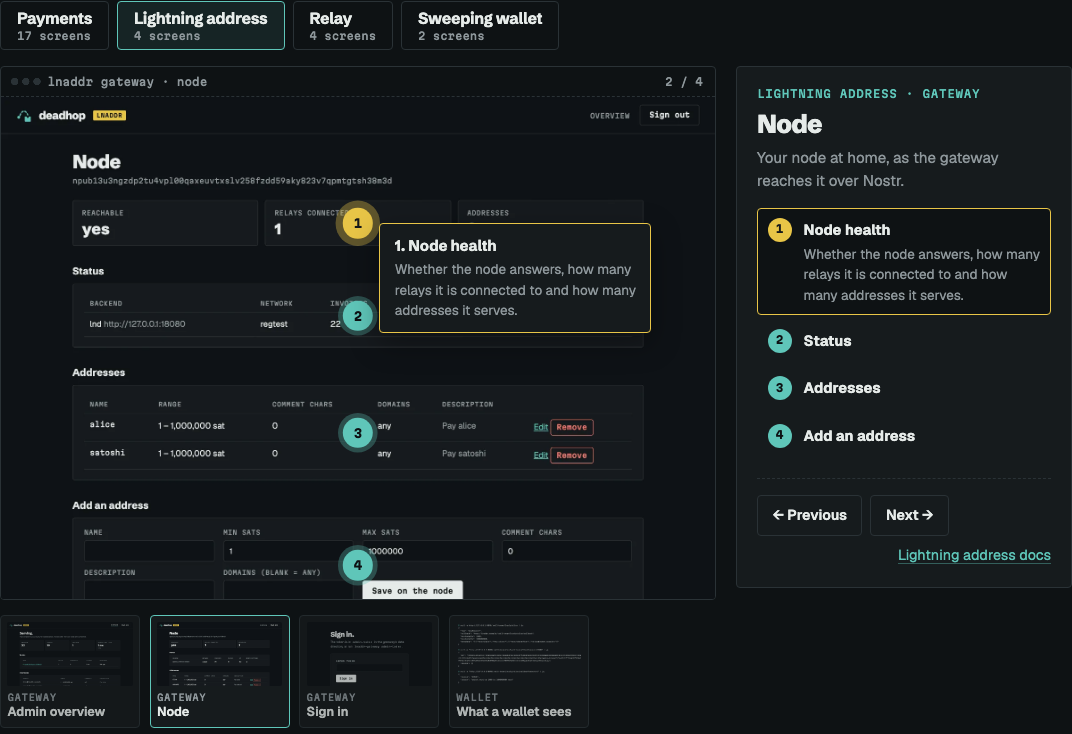 Payments
17 screens
Lightning address
4 screens
Relay
4 screens
Sweeping wallet
2 screens
lnaddr gateway · node
2 / 4
deadhop
LNADDR
OVERVIEW
Sign out
Node
REACHABLE
yes
RELAYS CONNECTED
1
ADDRESSES
1
1. Node health
Whether the node answers, how many
relays it is connected to and how many
addresses it serves.
Status
BACKEND
NETWORK
lnd http://127.0.0.1:18080
regtest
22
2
Addresses
NAME
RANGE
COMMENT CHARS
DOMAINS
DESCRIPTION
alice
1 – 1,000,000 sat
0
any
Pay alice
Edit
Remove
3
satoshi
1 – 1,000,000 sat
0
any
Pay satoshi
Edit
Remove
Add an address
NAME
MIN SATS
MAX SATS
COMMENT CHARS
1
1000000
0
4
DESCRIPTION
DOMAINS (BLANK = ANY)
Save on the node
LIGHTNING ADDRESS · GATEWAY
Node
Your node at home, as the gateway
reaches it over Nostr.
1
Node health
Whether the node answers, how many
relays it is connected to and how
many addresses it serves.
2
Status
3
Addresses
4
Add an address
← Previous
Next →
Lightning address docs
GATEWAY
Admin overview
Node
GATEWAY
Node
Sign in.
GATEWAY
Sign in
WALLET
What a wallet sees